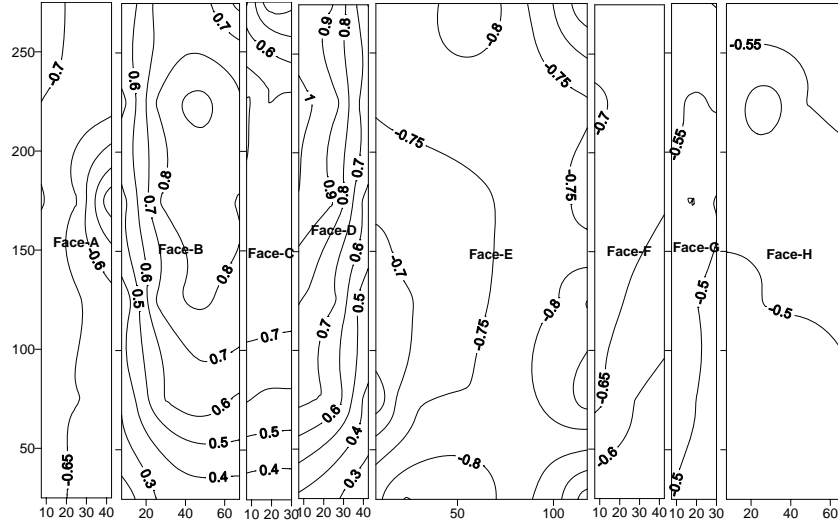 0.7 0.9 0.8 -0.8 -0.55
250 -0.7 0.6 0.6 -0.75
1 -0.7
200 0.8 0.9 0.8 0.7 -0.75 -0.75 -0.55
0.7
Face-A Face-B Face-C Face-D Face-E Face-F Face-G Face-H
150 -0.6 0.6 0.8 0.6 -0.7
0.5 0.7 0.5 -0.75 -0.8 -0.5 -0.5
100 0.7 0.7
0.6 0.6 -0.65
50 0.5 0.5 0.4 -0.6
-0.65 0.3 0.4 0.4 0.3 -0.8 -0.5
10 20 30 40 20 40 60 10 20 30 10 20 30 40 50 100 10 20 30 40 10 20 30 20 40 60